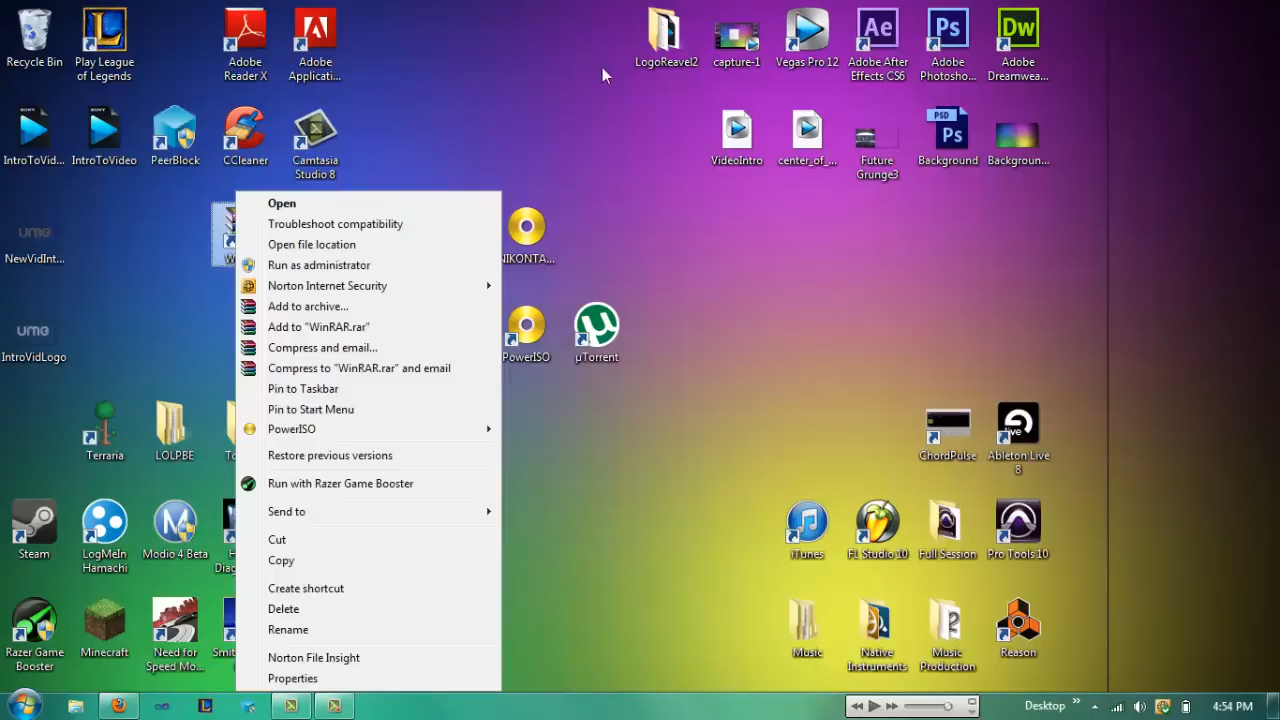 Recycle Bin
Play League
of Legends
Adobe
Reader X
Adobe
Applicati...
LogoReavel2
capture-1
Vegas Pro 12
Adobe After
Effects CS6
Adobe
Photosho...
Adobe
Dreamwea...
IntroToVid...
IntroToVideo
PeerBlock
CCleaner
Camtasia
Studio 8
VideoIntro
center_of_...
Future
Grunge3
PSD
Background
Backgroun...
ume
NewVidInt...
ume
IntroVidLogo
Open
Troubleshoot compatibility
Open file location
Run as administrator
Norton Internet Security
Add to archive...
Add to "WinRAR.rar"
Compress and email...
Compress to "WinRAR.rar" and email
Pin to Taskbar
Pin to Start Menu
PowerISO
Restore previous versions
Run with Razer Game Booster
Send to
Cut
Copy
Create shortcut
Delete
Rename
Norton File Insight
Properties
NIKONTA...
PowerISO
µTorrent
Terraria
LOLPBE
ChordPulse
live
Ableton Live
8
Steam
LogMeIn
Hamachi
Modio 4 Beta
iTunes
FL Studio 10
Full Session
Pro Tools 10
Razer Game
Booster
Minecraft
Need for
Speed Mo...
Music
Native
Instruments
Music
Production
Reason
Desktop
4:54 PM